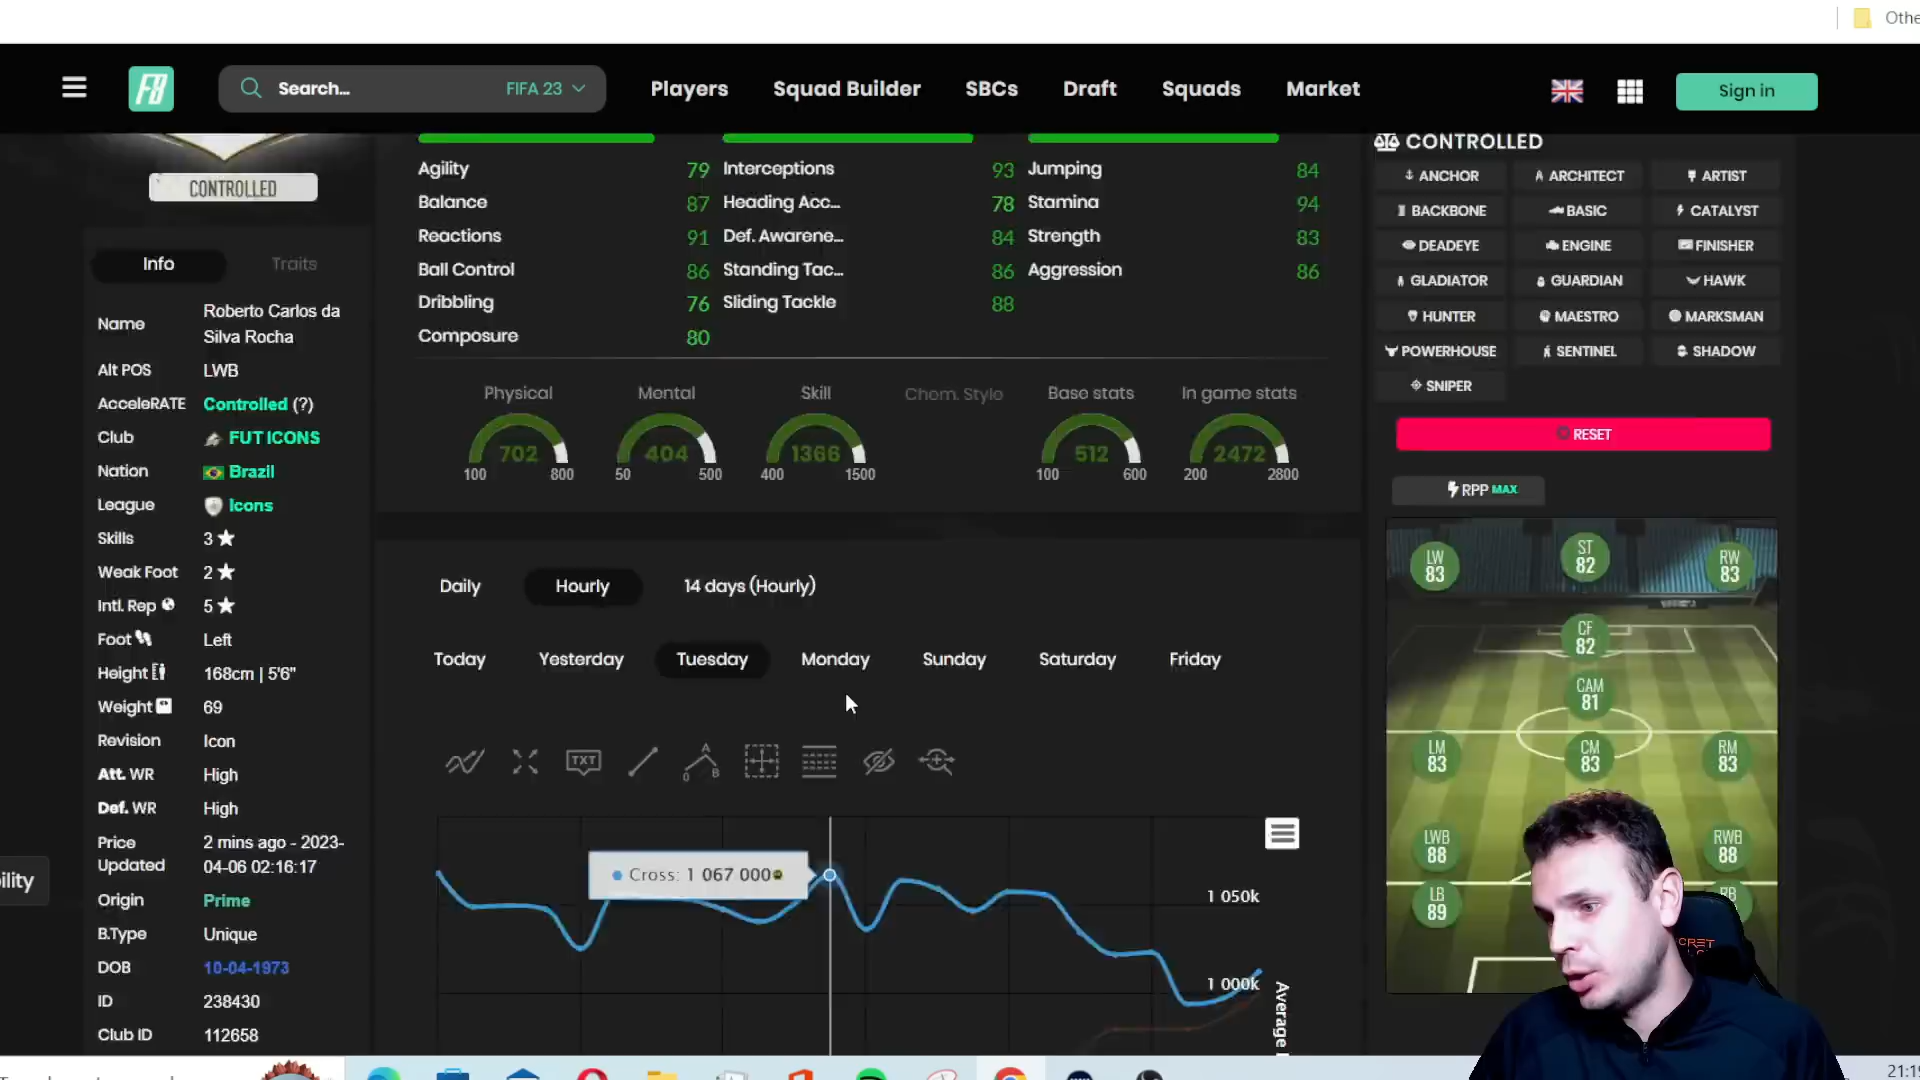 Othe
F8
Search...
FIFA 23
Players
Squad Builder
SBCs
Draft
Squads
Market
Sign in
CONTROLLED
Info
Traits
Name
Roberto Carlos da
Silva Rocha
Alt POS
LWB
AcceleRATE
Controlled (?)
Club
FUT ICONS
Nation
Brazil
League
Icons
Skills
3
Weak Foot
2
Intl. Rep
5
Foot
Left
Height
168cm | 5'6"
Weight
69
Revision
Icon
Att. WR
High
Def. WR
High
Price
Updated
2 mins ago - 2023-
04-06 02:16:17
Origin
Prime
B.Type
Unique
DOB
10-04-1973
ID
238430
Club ID
112658
ility
Agility 79
Balance 87
Reactions 91
Ball Control 86
Dribbling 76
Composure 80
Interceptions 93
Heading Acc... 78
Def. Awarene... 84
Standing Tac... 86
Sliding Tackle 88
Jumping 84
Stamina 94
Strength 83
Aggression 86
Physical
702
100 800
Mental
404
50 500
Skill
1366
400 1500
Chem. Style
Base stats
512
100 600
In game stats
2472
200 2800
Daily
Hourly
14 days (Hourly)
Today
Yesterday
Tuesday
Monday
Sunday
Saturday
Friday
TXT
A
0 B
Cross: 1 067 000
1 050k
1 000k
Average
CONTROLLED
ANCHOR
ARCHITECT
ARTIST
BACKBONE
BASIC
CATALYST
DEADEYE
ENGINE
FINISHER
GLADIATOR
GUARDIAN
HAWK
HUNTER
MAESTRO
MARKSMAN
POWERHOUSE
SENTINEL
SHADOW
SNIPER
RESET
RPP MAX
LW
83
ST
82
RW
83
CF
82
CAM
81
LM
83
CM
83
RM
83
LWB
88
RWB
88
LB
89
RB
CRET
21:19